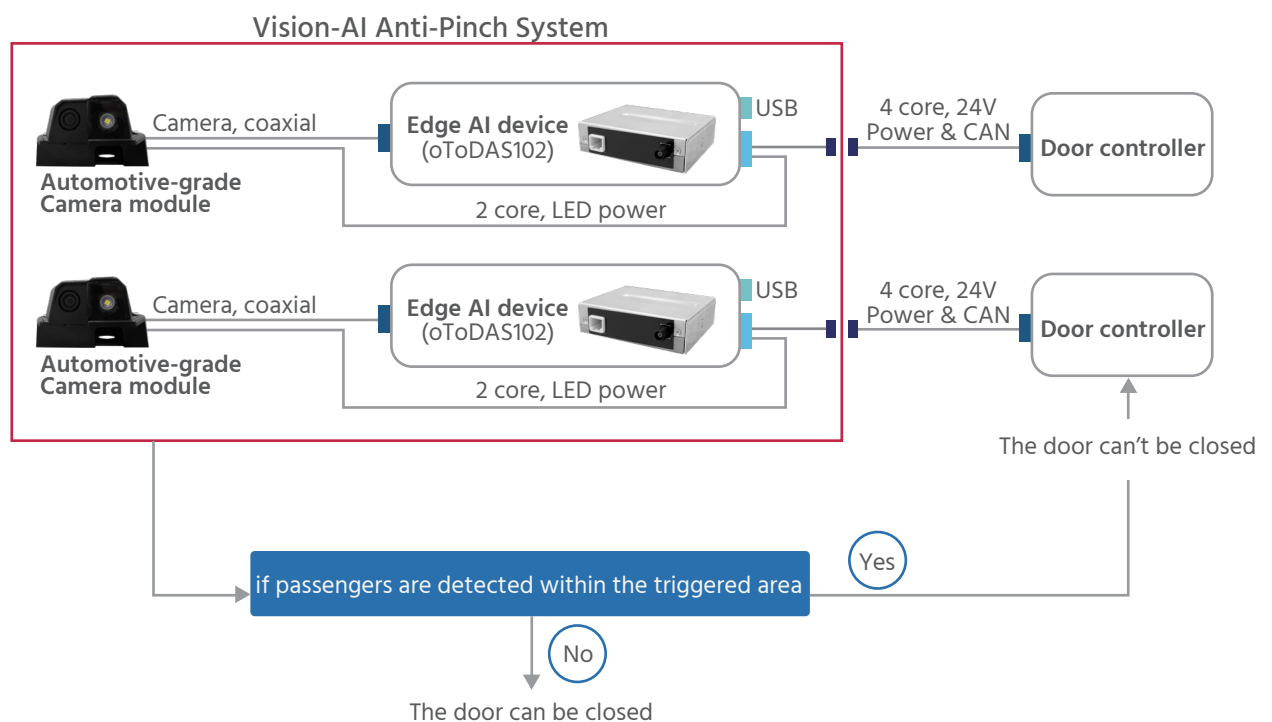 Vision-AI Anti-Pinch System
Camera, coaxial
Edge AI device
(oToDAS102)
USB
4 core, 24V
Power & CAN
Door controller
Automotive-grade
Camera module
2 core, LED power
Camera, coaxial
Edge AI device
(oToDAS102)
USB
4 core, 24V
Power & CAN
Door controller
Automotive-grade
Camera module
2 core, LED power
The door can't be closed
if passengers are detected within the triggered area
Yes
No
The door can be closed